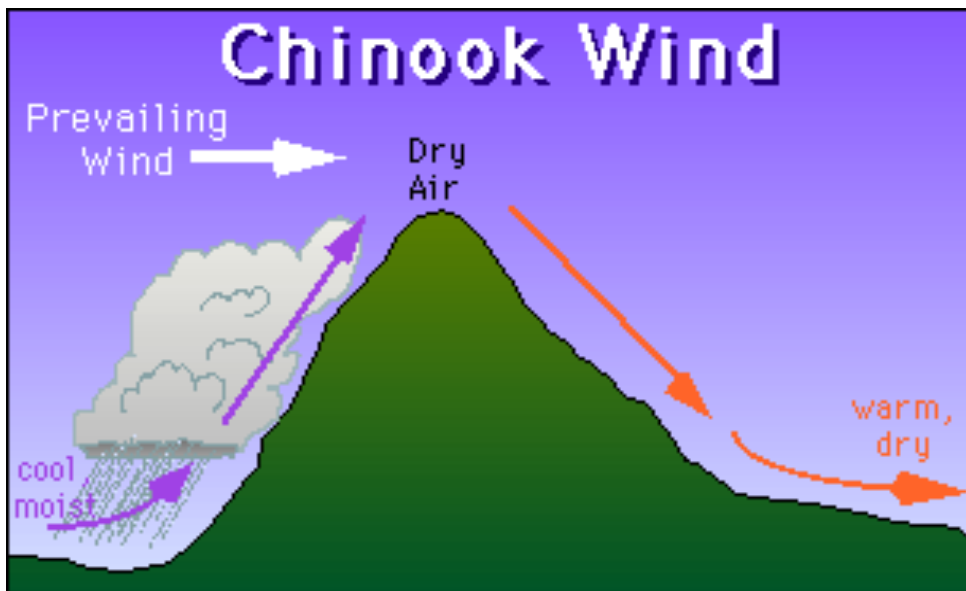 Chinook Wind
Prevailing
Wind
Dry
Air
cool
moist
warm,
dry